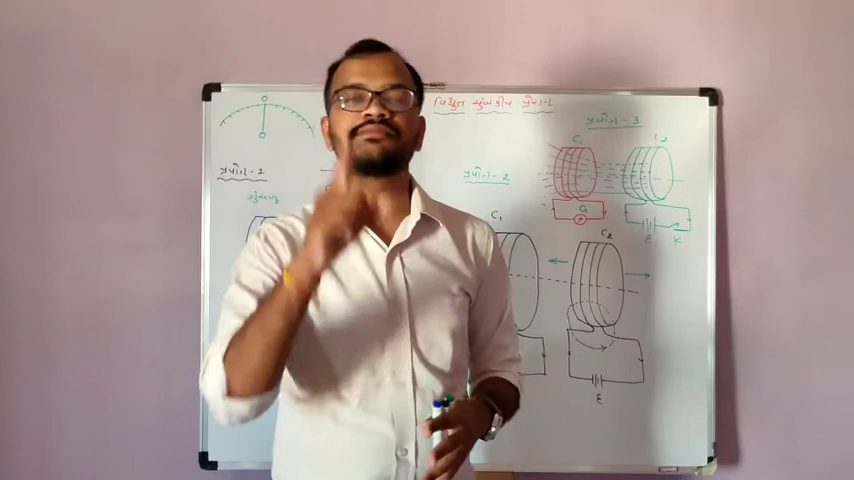 વિદ્યુત ચુંબકીય પ્રેરણ
પ્રયોગ-3
C₁
C₂
પ્રયોગ-1
પ્રયોગ-2
G
ε
K
C₁
C₂
ε